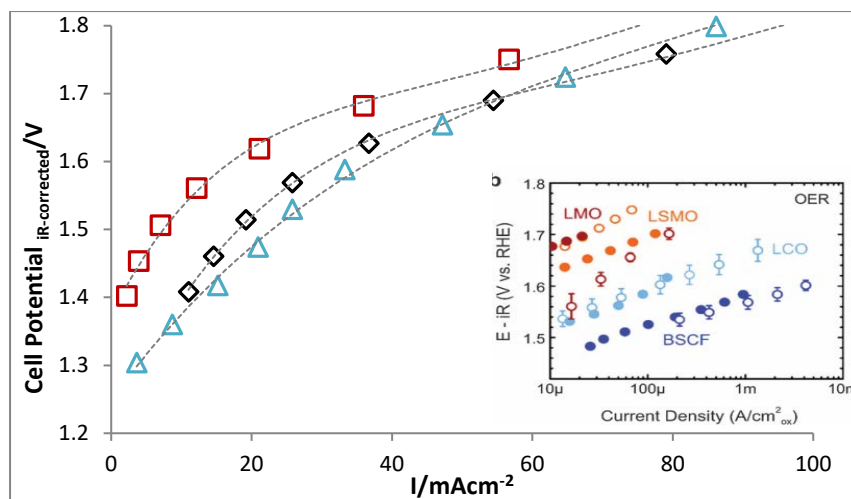 1.8
1.7
1.6
1.5
1.4
1.3
1.2
Cell Potential iR-corrected/V
0 20 40 60 80 100
I/mAcm-2
b
OER
LMO
LSMO
LCO
BSCF
1.8
1.7
1.6
1.5
E - iR (V vs. RHE)
10µ 100µ 1m 10m
Current Density (A/cm²ox)